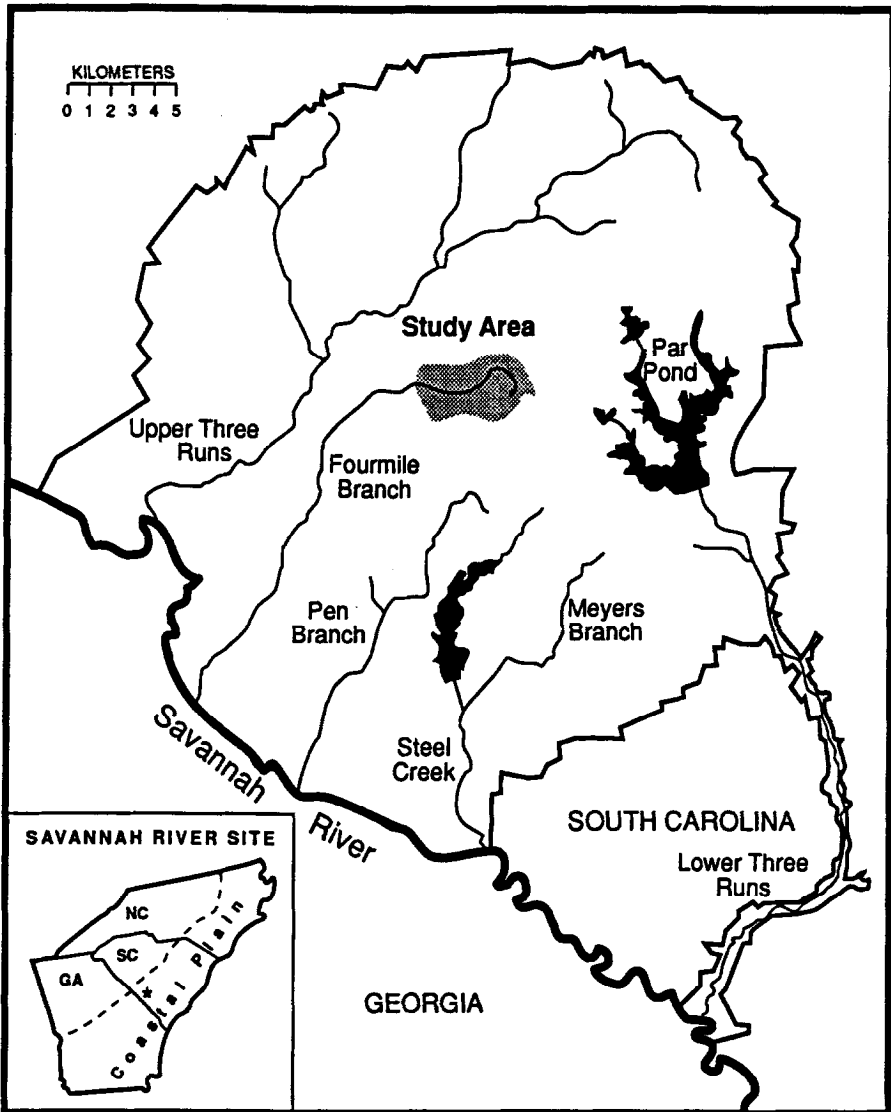 KILOMETERS
0 1 2 3 4 5
Study Area
Par
Pond
Upper Three
Runs
Fourmile
Branch
Pen
Branch
Meyers
Branch
Savannah
River
Steel
Creek
SOUTH CAROLINA
Lower Three
Runs
GEORGIA
SAVANNAH RIVER SITE
NC
SC
GA
*
Coastal Plain